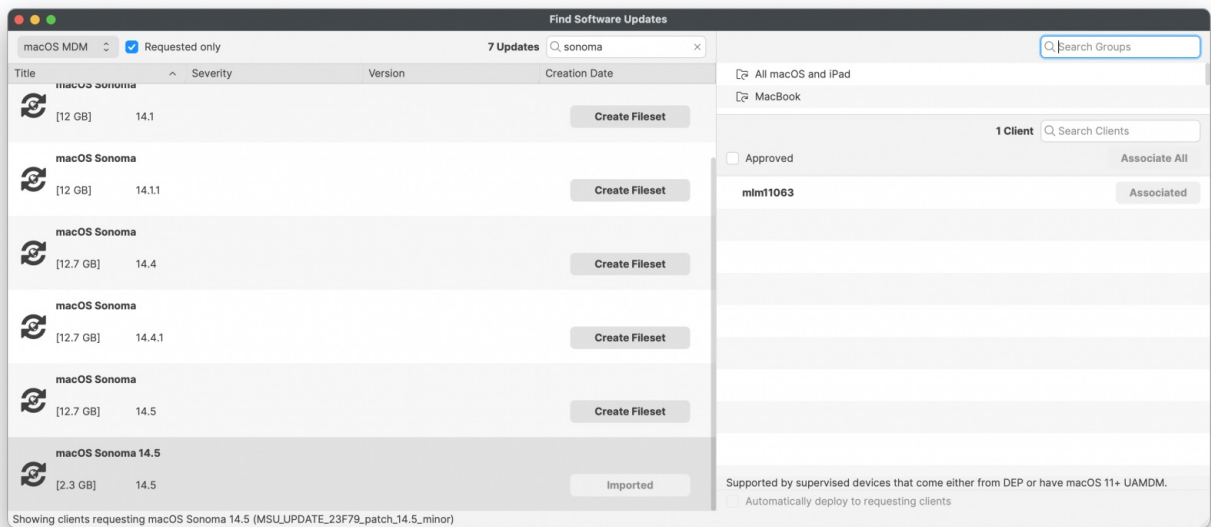 Find Software Updates
macOS MDM Requested only 7 Updates sonoma Search Groups
Title Severity Version Creation Date
All macOS and iPad
MacBook
macOS Sonoma
[12 GB] 14.1 Create Fileset
1 Client Search Clients
Approved Associate All
macOS Sonoma
[12 GB] 14.1.1 Create Fileset
mlm11063 Associated
macOS Sonoma
[12.7 GB] 14.4 Create Fileset
macOS Sonoma
[12.7 GB] 14.4.1 Create Fileset
macOS Sonoma
[12.7 GB] 14.5 Create Fileset
macOS Sonoma 14.5
[2.3 GB] 14.5 Imported
Supported by supervised devices that come either from DEP or have macOS 11+ UAMDM.
Automatically deploy to requesting clients
Showing clients requesting macOS Sonoma 14.5 (MSU_UPDATE_23F79_patch_14.5_minor)